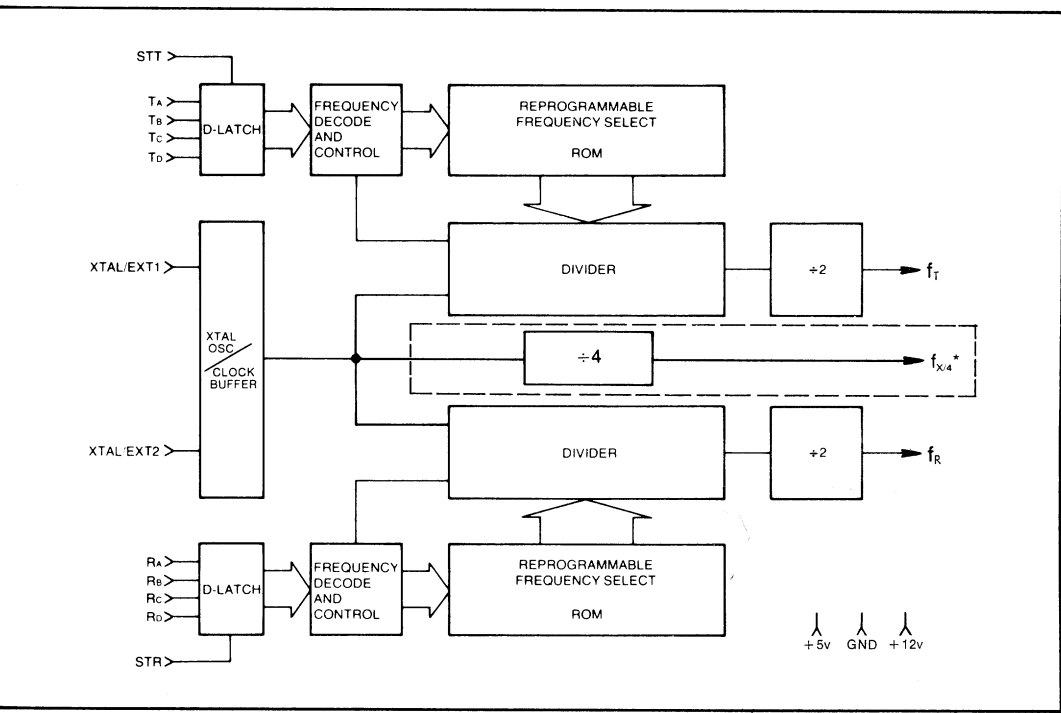 STT
TA
TB
TC
TD
D-LATCH
FREQUENCY
DECODE
AND
CONTROL
REPROGRAMMABLE
FREQUENCY SELECT
ROM
XTAL/EXT1
XTAL
OSC
CLOCK
BUFFER
DIVIDER
÷2
fT
÷4
fX/4*
XTAL/EXT2
DIVIDER
÷2
fR
RA
RB
RC
RD
D-LATCH
FREQUENCY
DECODE
AND
CONTROL
REPROGRAMMABLE
FREQUENCY SELECT
ROM
STR
+5v GND +12v